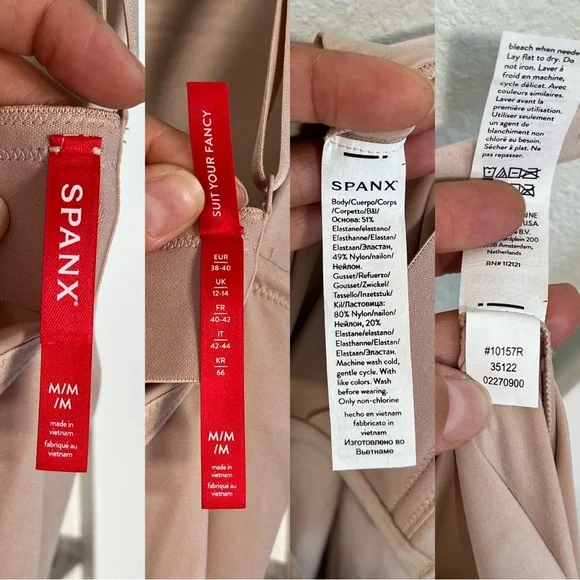 SPANX
M/M
/M
made in
vietnam
fabriqué au
vietnam
SUIT YOUR FANCY
EUR
38-40
UK
12-14
FR
40-42
IT
42-44
KR
66
M/M
/M
made in
vietnam
fabriqué au
vietnam
SPANX
Body/Cuerpo/Corps
/Corpetto/Bāl/
Основа: 51%
Elastane/elastano/
Elasthanne/Elastan/
Elastaan/Эластан,
49% Nylon/nailon/
Нейлон.
Gusset/Refuerzo/
Gousset/Zwickel/
Tassello/Inzetstuk/
Kil/Ластовица:
80% Nylon/nailon/
Нейлон, 20%
Elastane/elastano/
Elasthanne/Elastan/
Elastaan/Эластан.
Machine wash cold,
gentle cycle. With
like colors. Wash
before wearing.
Only non-chlorine
hecho en vietnam
fabbricato in
vietnam
Изготовлено во
Вьетнаме
bleach when neede
Lay flat to dry. Do
not iron. Laver à
froid en machine,
cycle délicat. Avec
couleurs similaires.
Laver avant la
première utilisation.
Utiliser seulement
un agent de
blanchiment non
chloré au besoin.
Sécher à plat. Ne
pas repasser.
NE
U.S.A.
B.V.
rdplein 200
Amsterdam,
RN# 112121
#10157R
35122
02270900